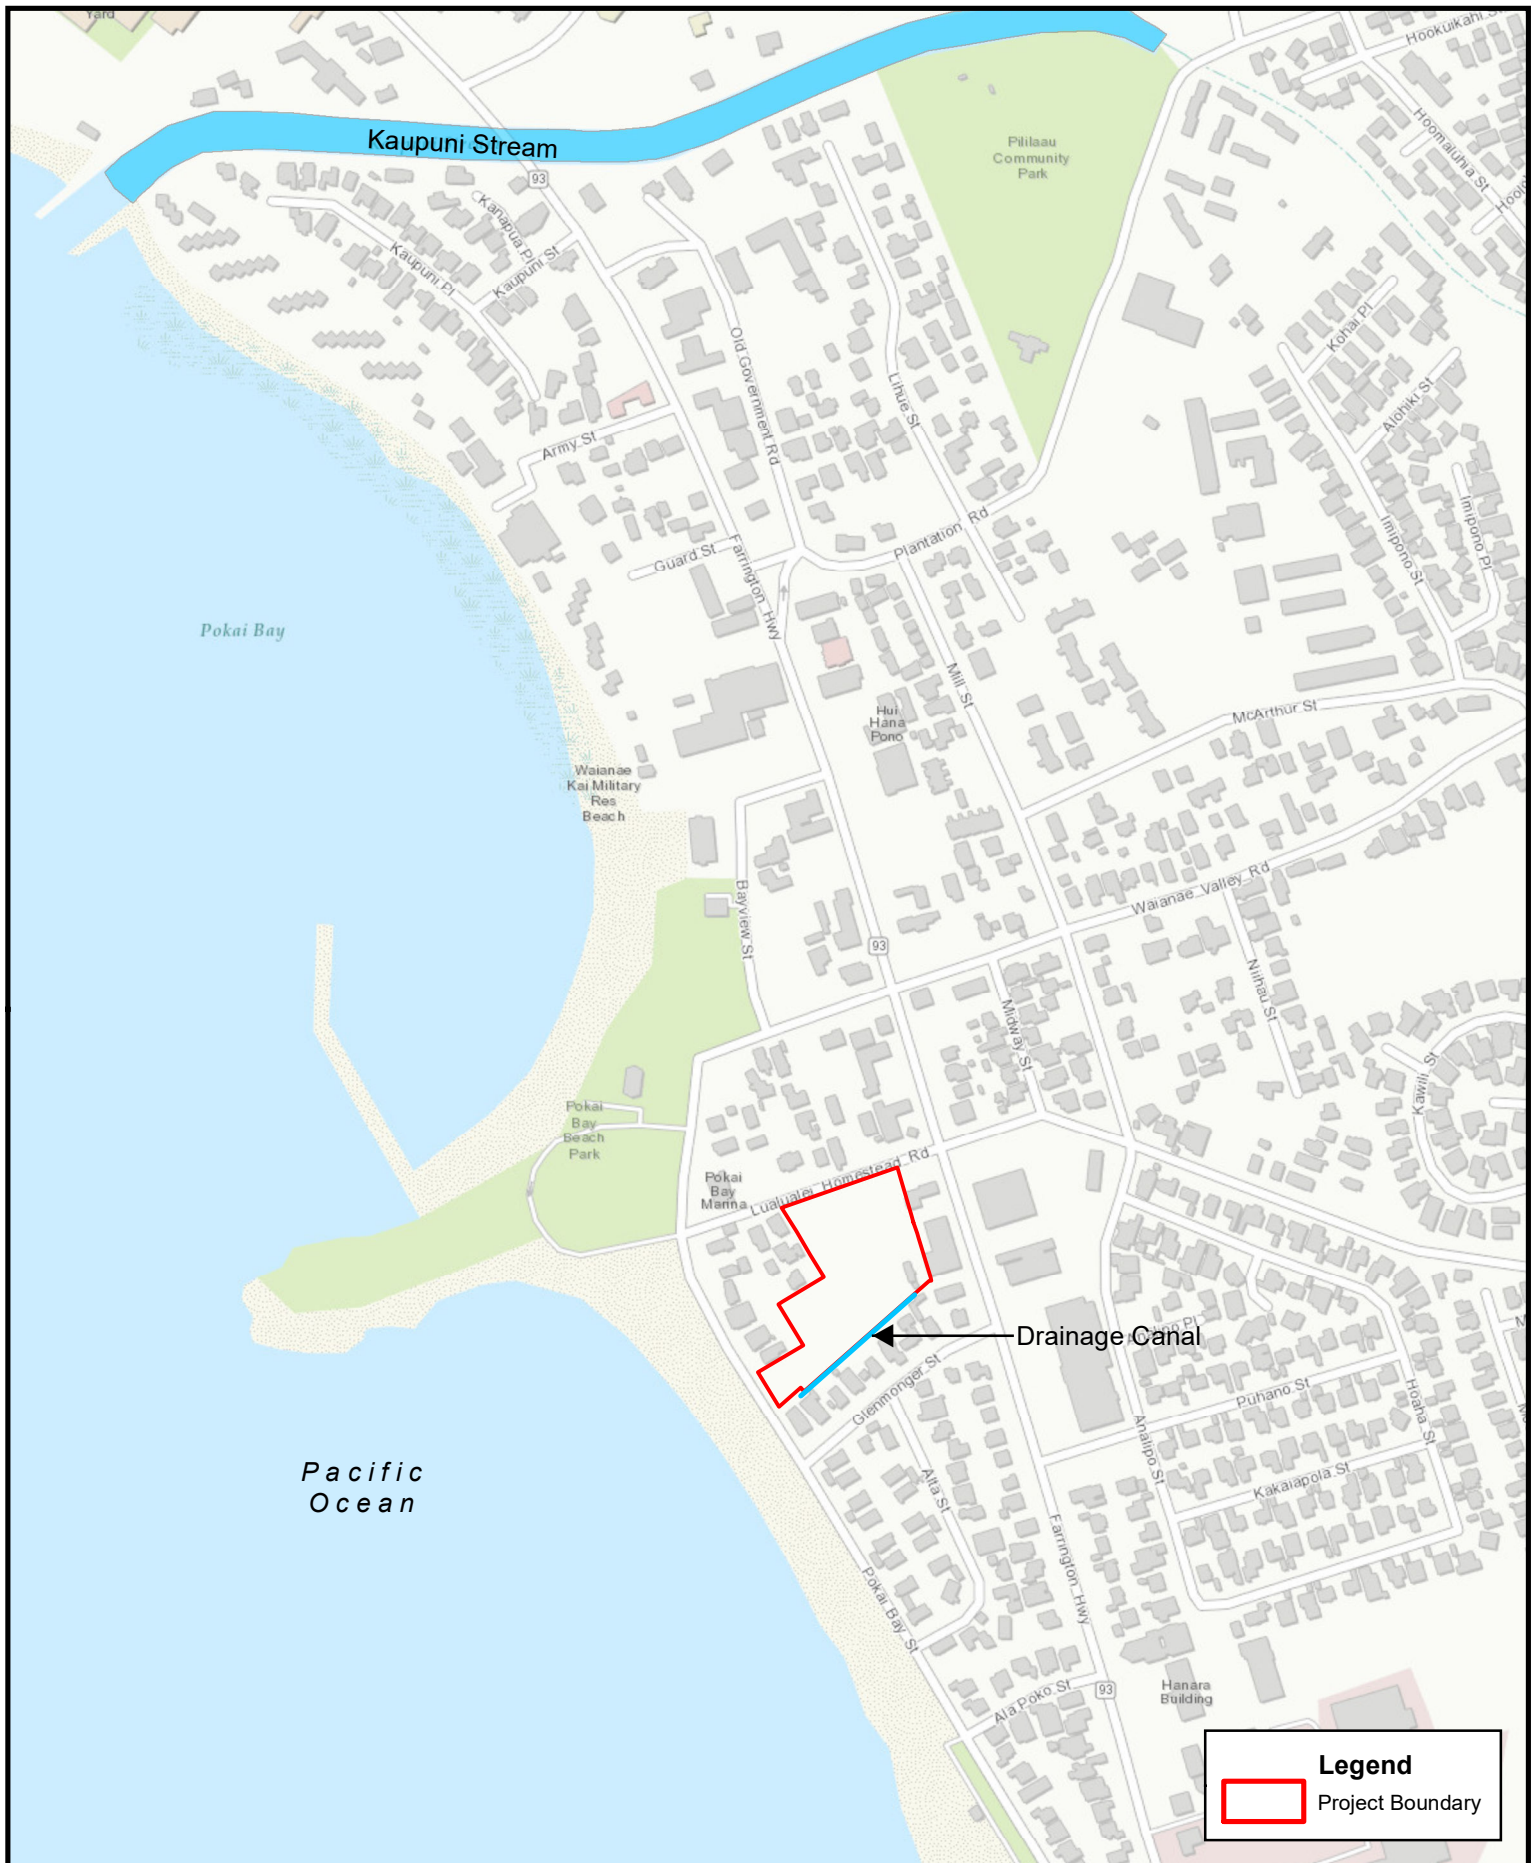 Yard
Hookuikahi St
Kaupuni Stream
Pililaau
Community
Park
Hoomaluhia St
93
Kanapua Pl
Kaupuni St
Kaupuni Pl
Kohai Pl
Old Government Rd
Lihue St
Alohiki St
Army St
Imipono Pl
Imipono St
Plantation Rd
Guard St
Farrington Hwy
Pokai Bay
Mill St
Hui
Hana
Pono
McArthur St
Waianae
Kai Military
Res
Beach
Waianae Valley Rd
Bayview St
93
Niihau St
Midway St
Kawili St
Pokai
Bay
Beach
Park
Pokai
Bay
Marina
Lualualei Homestead Rd
Drainage Canal
Analipo Pl
Glenmonger St
Puhano St
Hoaha St
Analipo St
Alta St
Kakaiapola St
Pacific
Ocean
Farrington Hwy
Pokai Bay St
Ala Poko St
93
Hanara
Building
Legend
Project Boundary